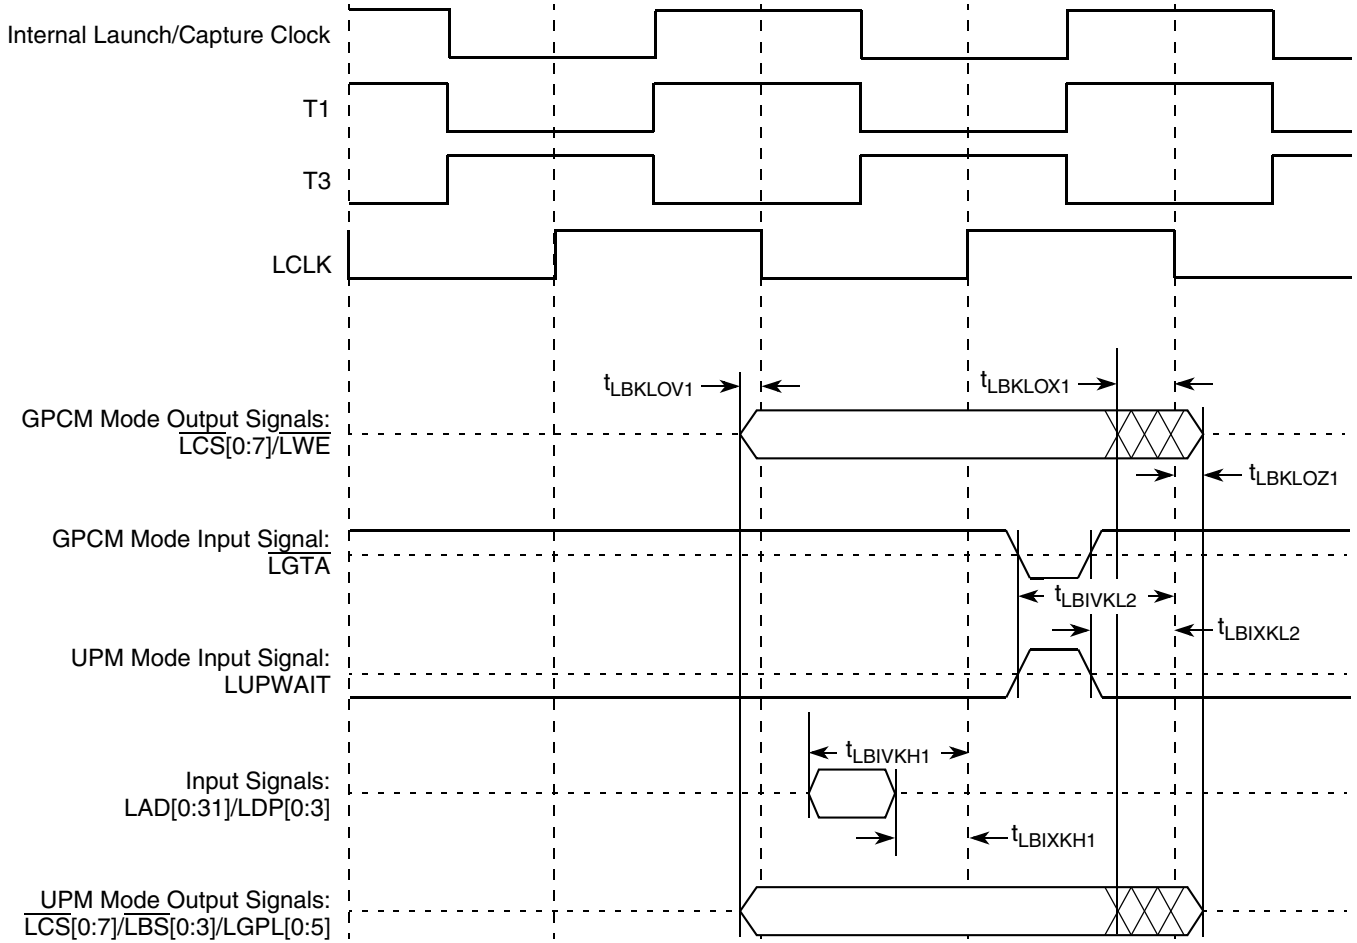 Internal Launch/Capture Clock
T1
T3
LCLK
tLBKLOV1
tLBKLOX1
GPCM Mode Output Signals:
LCS[0:7]/LWE
tLBKLOZ1
GPCM Mode Input Signal:
LGTA
tLBIVKL2
tLBIXKL2
UPM Mode Input Signal:
LUPWAIT
tLBIVKH1
Input Signals:
LAD[0:31]/LDP[0:3]
tLBIXKH1
UPM Mode Output Signals:
LCS[0:7]/LBS[0:3]/LGPL[0:5]